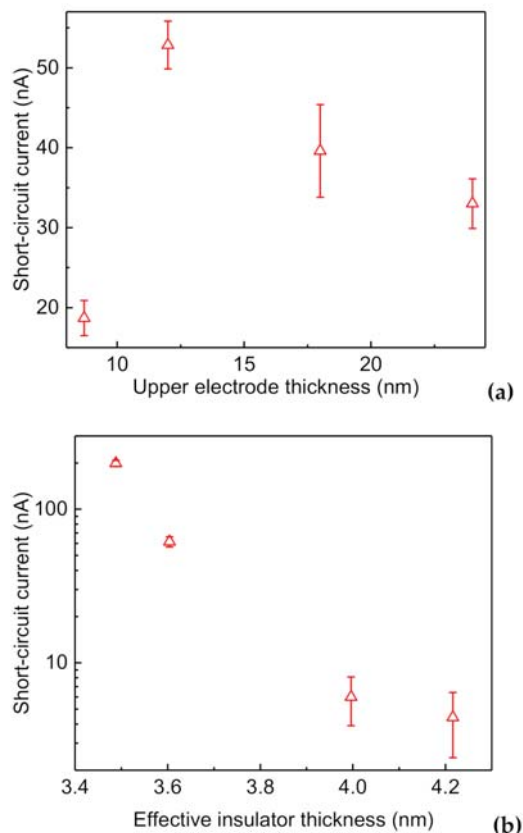 50
40
30
20
Short-circuit current (nA)
10
15
20
Upper electrode thickness (nm)
(a)
100
10
Short-circuit current (nA)
3.4
3.6
3.8
4.0
4.2
Effective insulator thickness (nm)
(b)